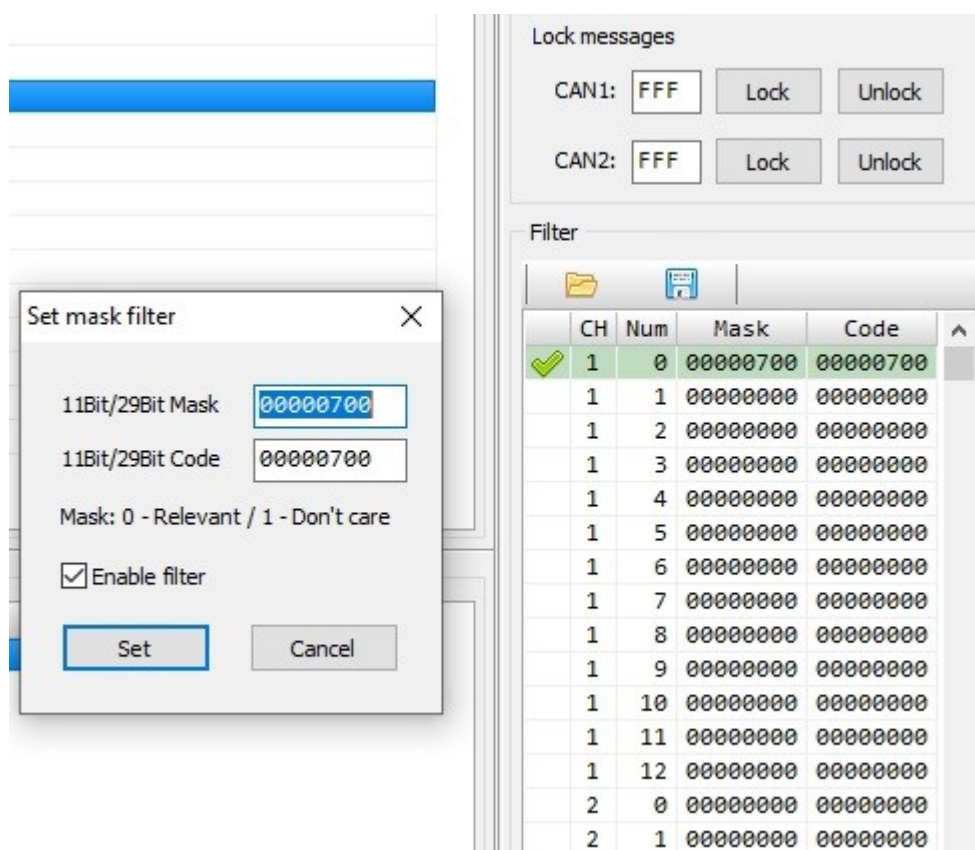 Lock messages
CAN1: FFF Lock Unlock
CAN2: FFF Lock Unlock
Filter
CH Num Mask Code
1 0 00000700 00000700
1 1 00000000 00000000
1 2 00000000 00000000
1 3 00000000 00000000
1 4 00000000 00000000
1 5 00000000 00000000
1 6 00000000 00000000
1 7 00000000 00000000
1 8 00000000 00000000
1 9 00000000 00000000
1 10 00000000 00000000
1 11 00000000 00000000
1 12 00000000 00000000
2 0 00000000 00000000
2 1 00000000 00000000
Set mask filter
11Bit/29Bit Mask 00000700
11Bit/29Bit Code 00000700
Mask: 0 - Relevant / 1 - Don't care
Enable filter
Set Cancel